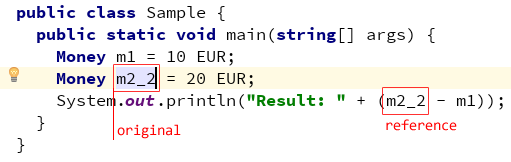 public class Sample {
public static void main(string[] args) {
Money m1 = 10 EUR;
Money m2_2 = 20 EUR;
System.out.println("Result: " + (m2_2 - m1));
original
reference
}
}